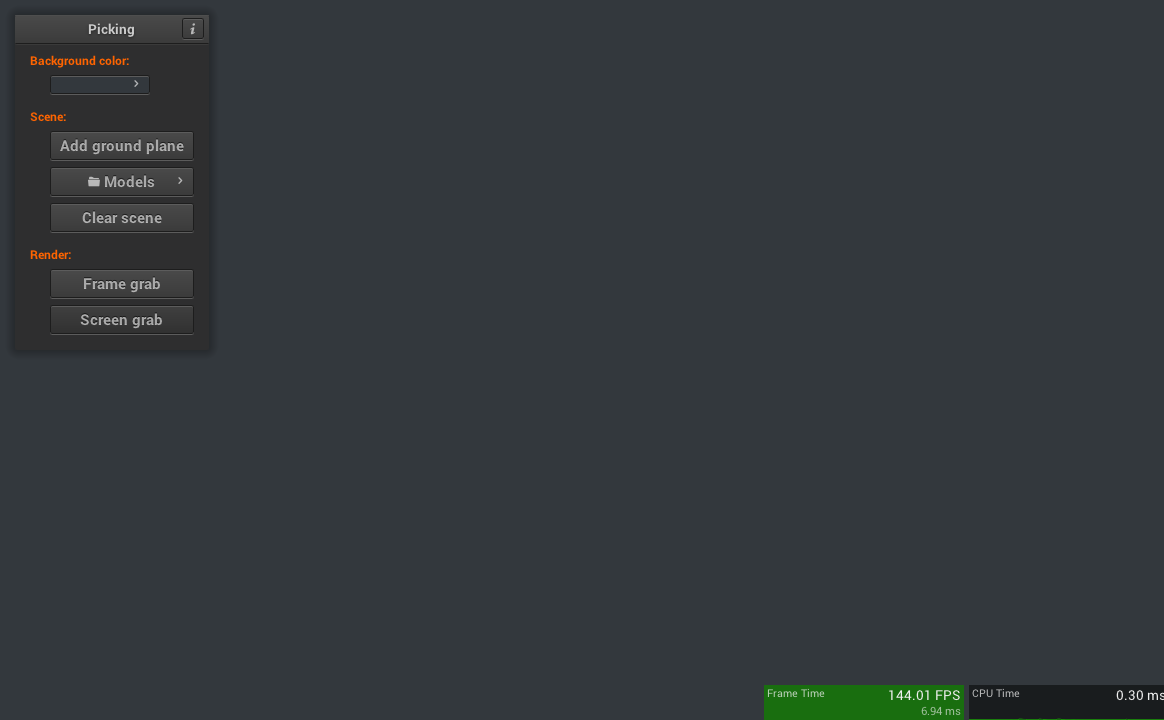 Picking
i
Background color:
Scene:
Add ground plane
Models
Clear scene
Render:
Frame grab
Screen grab
Frame Time 144.01 FPS
6.94 ms
CPU Time 0.30 ms